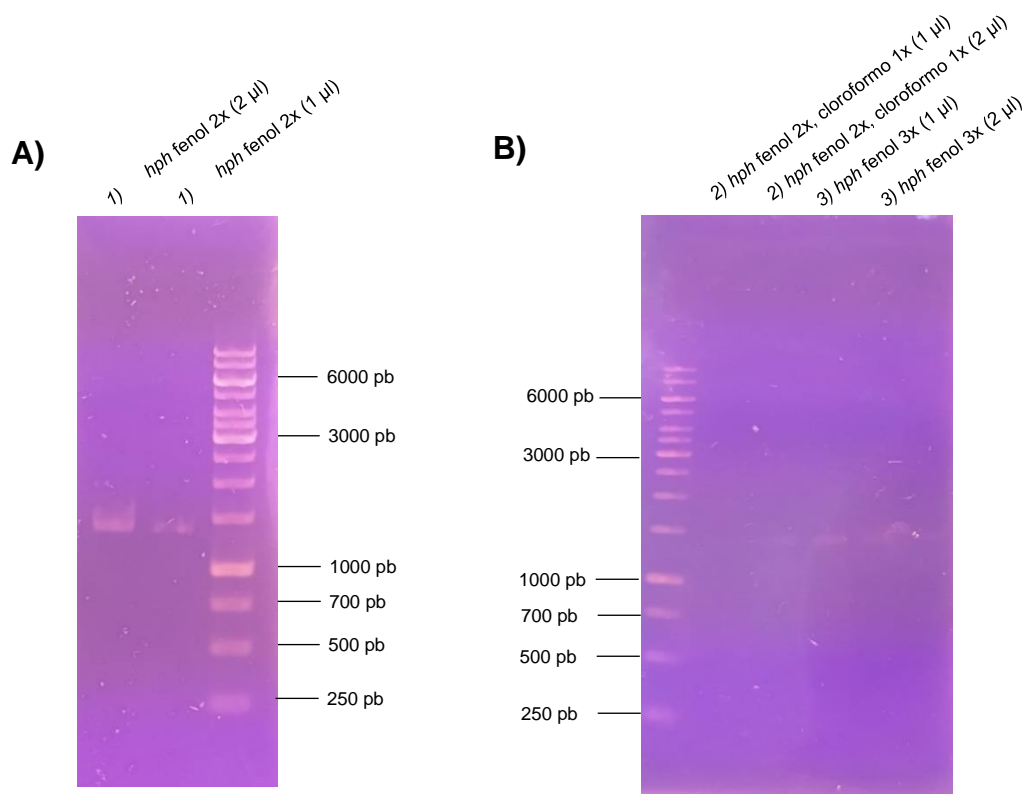 A)
1) hph fenol 2x (2 µl)
1) hph fenol 2x (1 µl)
6000 pb
3000 pb
1000 pb
700 pb
500 pb
250 pb
B)
2) hph fenol 2x, cloroformo 1x (1 µl)
2) hph fenol 2x, cloroformo 1x (2 µl)
3) hph fenol 3x (1 µl)
3) hph fenol 3x (2 µl)
6000 pb
3000 pb
1000 pb
700 pb
500 pb
250 pb